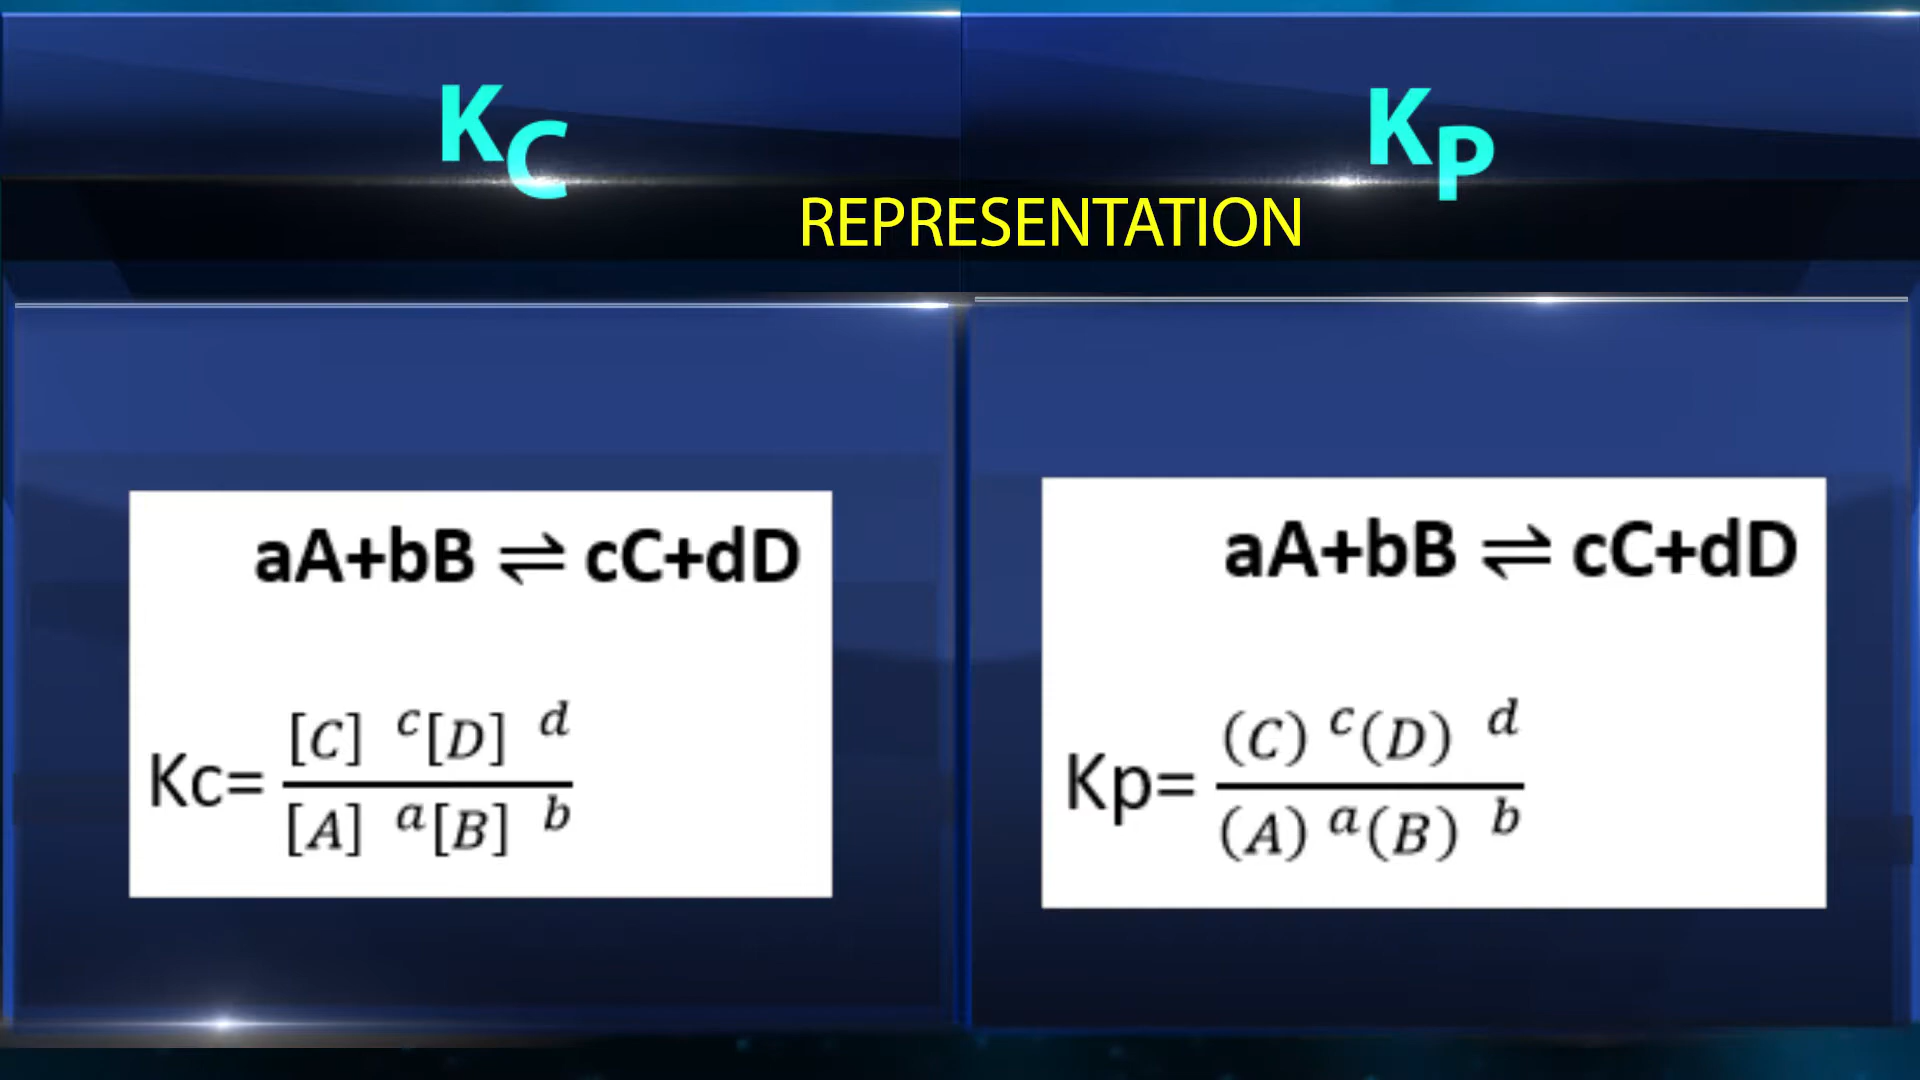 KC
KP
REPRESENTATION
aA+bB ⇌ cC+dD
Kc= [C] ᶜ[D] ᵈ / [A] ᵃ[B] ᵇ
aA+bB ⇌ cC+dD
Kp= (C) ᶜ(D) ᵈ / (A) ᵃ(B) ᵇ